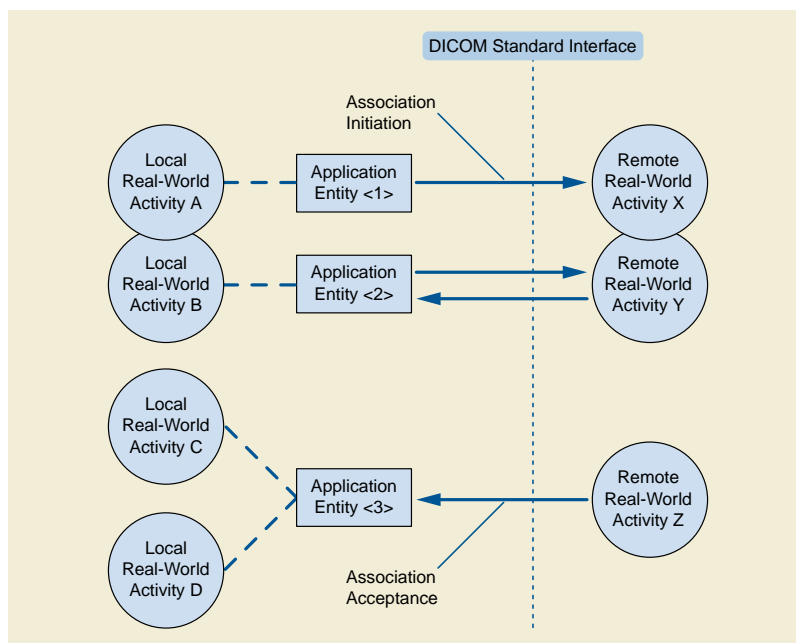 DICOM Standard Interface
Association
Initiation
Local
Real-World
Activity A
Application
Entity <1>
Remote
Real-World
Activity X
Local
Real-World
Activity B
Application
Entity <2>
Remote
Real-World
Activity Y
Local
Real-World
Activity C
Application
Entity <3>
Remote
Real-World
Activity Z
Local
Real-World
Activity D
Association
Acceptance